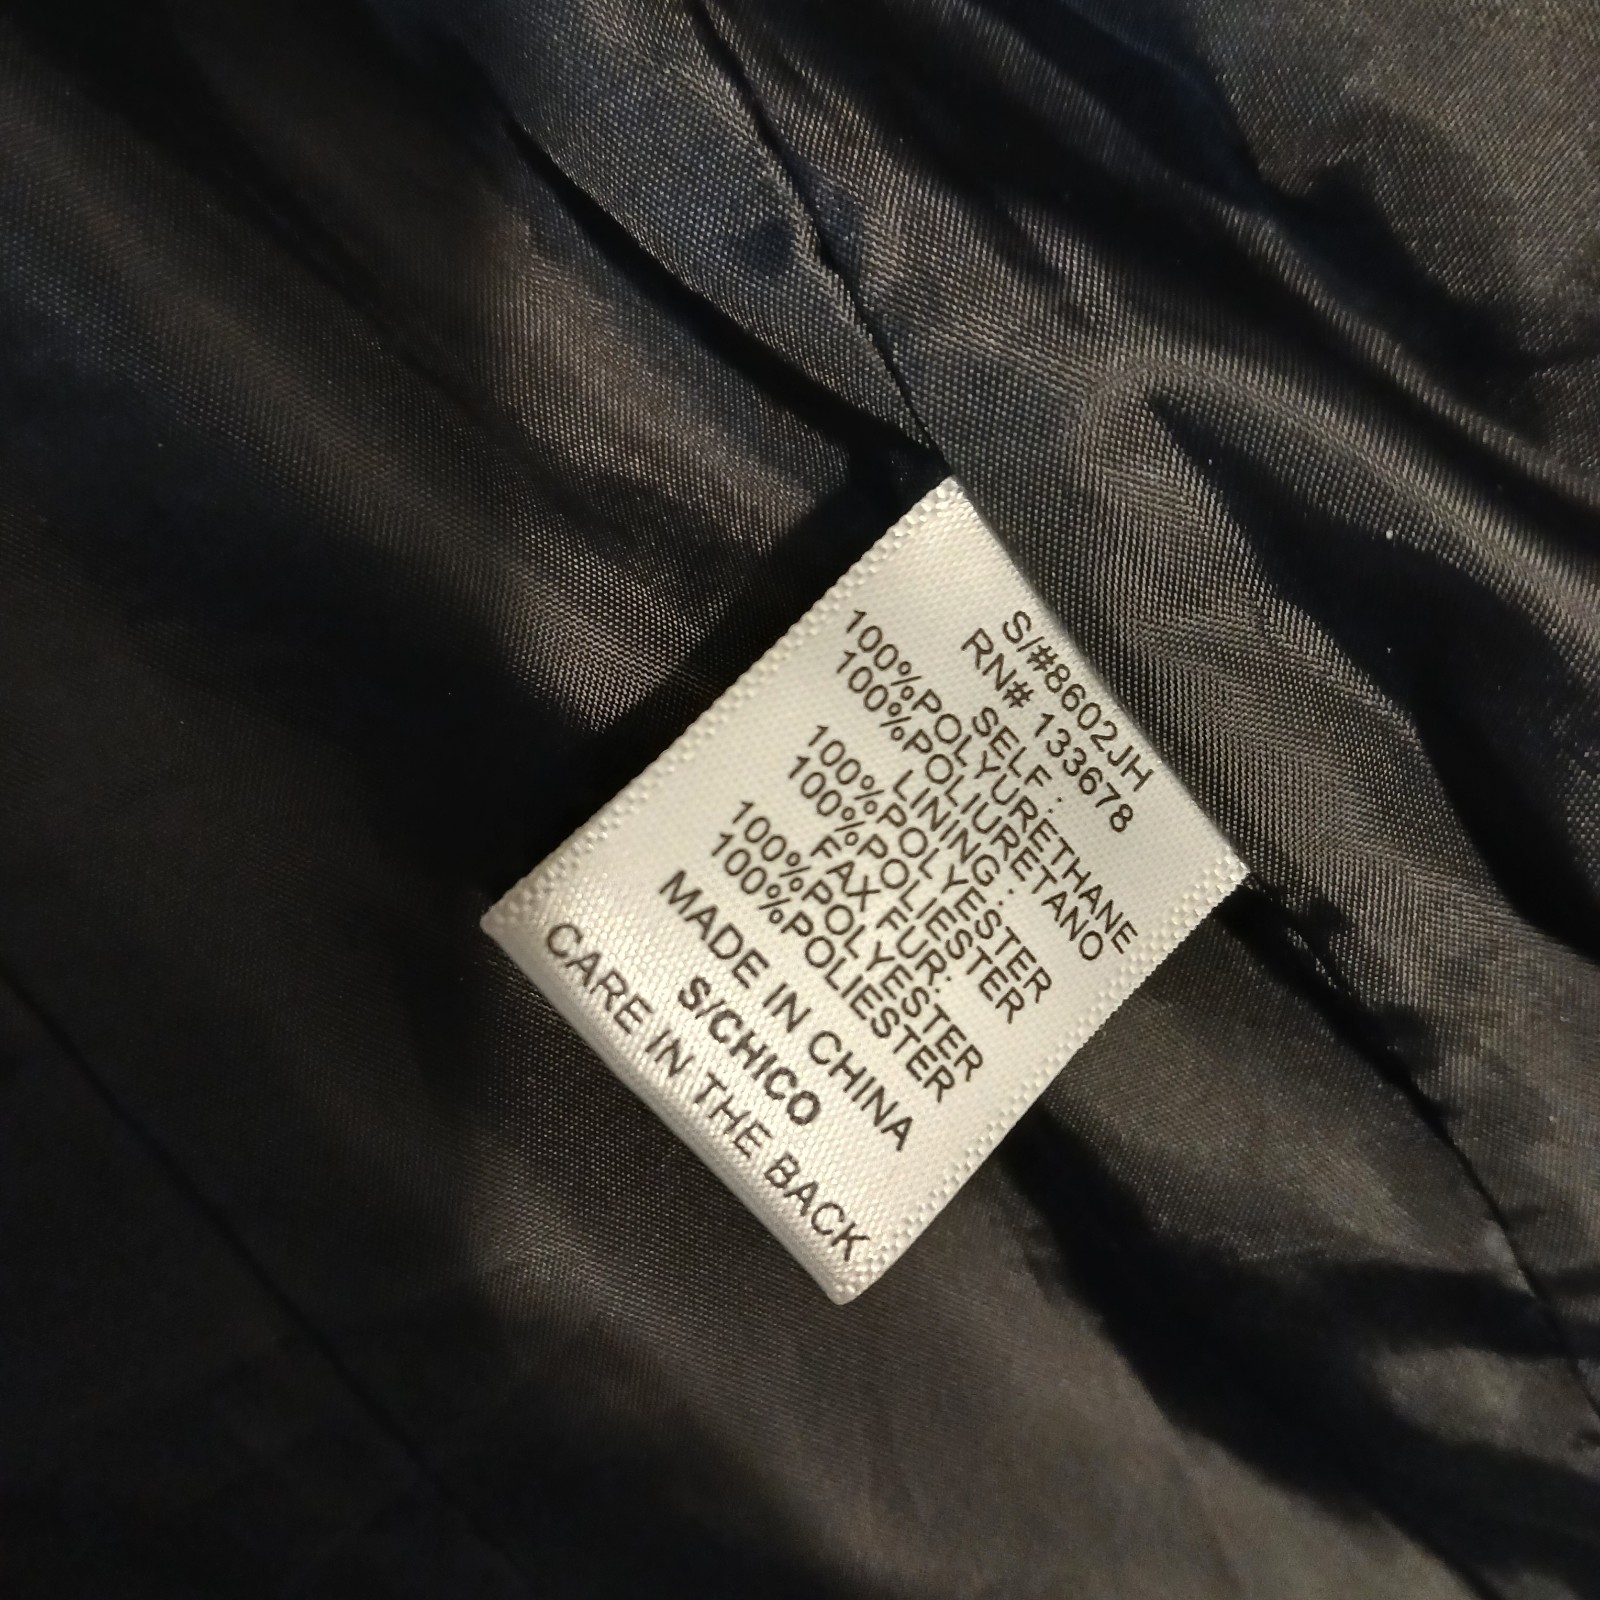 S/#8602JH
RN# 133678
SELF :
100%POLYURETHANE
100%POLIURETANO
LINING :
100%POLYESTER
100%POLIESTER
FAX FUR:
100%POLYESTER
100%POLIESTER
MADE IN CHINA
S/CHICO
CARE IN THE BACK